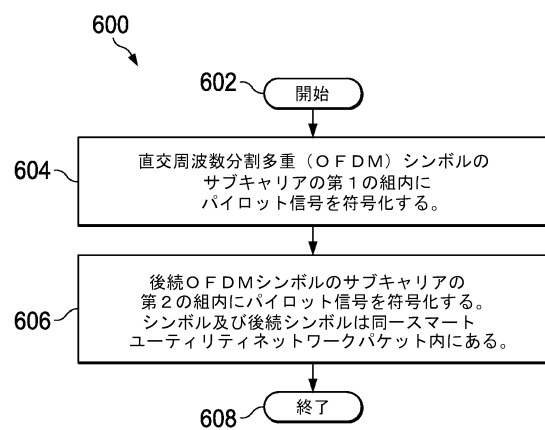 600
602
開始
604
直交周波数分割多重（ＯＦＤＭ）シンボルの
サブキャリアの第１の組内に
パイロット信号を符号化する。
606
後続ＯＦＤＭシンボルのサブキャリアの
第２の組内にパイロット信号を符号化する。
シンボル及び後続シンボルは同一スマート
ユーティリティネットワークパケット内にある。
608
終了